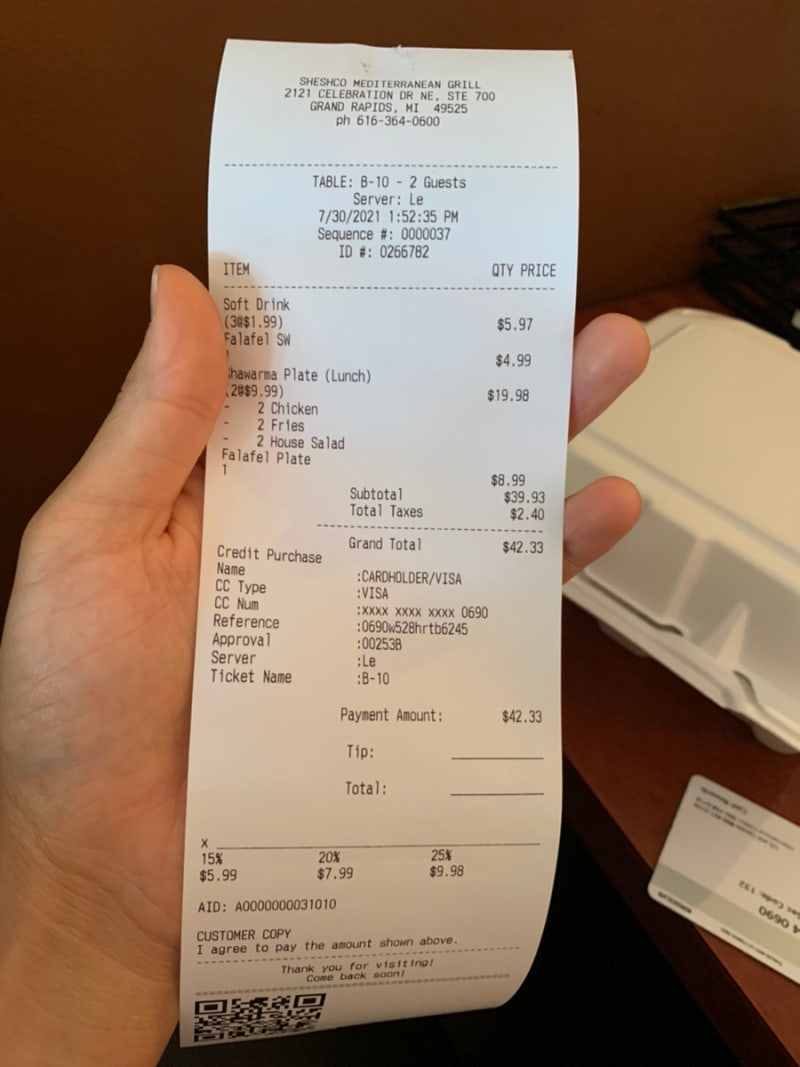 SHESHCO MEDITERRANEAN GRILL
2121 CELEBRATION DR NE, STE 700
GRAND RAPIDS, MI 49525
ph 616-364-0600
TABLE: B-10 - 2 Guests
Server: Le
7/30/2021 1:52:35 PM
Sequence #: 0000037
ID #: 0266782
ITEM QTY PRICE
Soft Drink
(3@$1.99) $5.97
Falafel SW
1 $4.99
Shawarma Plate (Lunch)
(2@$9.99) $19.98
- 2 Chicken
- 2 Fries
- 2 House Salad
Falafel Plate
1 $8.99
Subtotal $39.93
Total Taxes $2.40
Grand Total $42.33
Credit Purchase
Name :CARDHOLDER/VISA
CC Type :VISA
CC Num :XXXX XXXX XXXX 0690
Reference :0690w528hrtb6245
Approval :00253B
Server :Le
Ticket Name :B-10
Payment Amount: $42.33
Tip:
Total:
X
15% 20% 25%
$5.99 $7.99 $9.98
AID: A0000000031010
CUSTOMER COPY
I agree to pay the amount shown above.
Thank you for visiting!
Come back soon!
4 0690
Code: 132